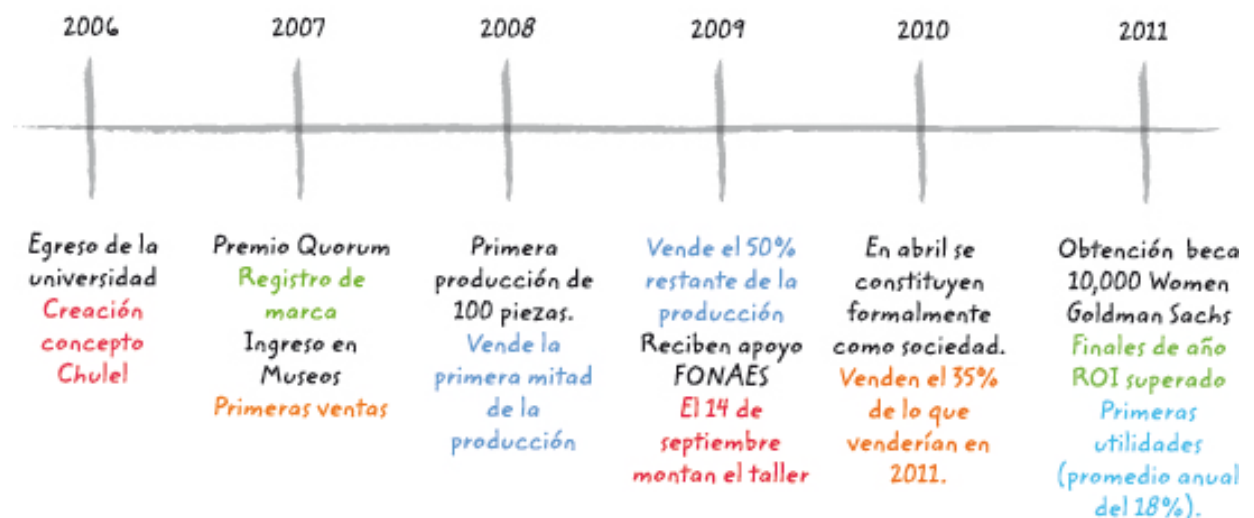 2006
2007
2008
2009
2010
2011
Egreso de la
universidad
Creación
concepto
Chulel
Premio Quorum
Registro de
marca
Ingreso en
Museos
Primeras ventas
Primera
producción de
100 piezas.
Vende la
primera mitad
de la
producción
Vende el 50%
restante de la
producción
Reciben apoyo
FONAES
El 14 de
septiembre
montan el taller
En abril se
constituyen
formalmente
como sociedad.
Venden el 35%
de lo que
venderían en
2011.
Obtención beca
10,000 Women
Goldman Sachs
Finales de año
ROI superado
Primeras
utilidades
(promedio anual
del 18%).